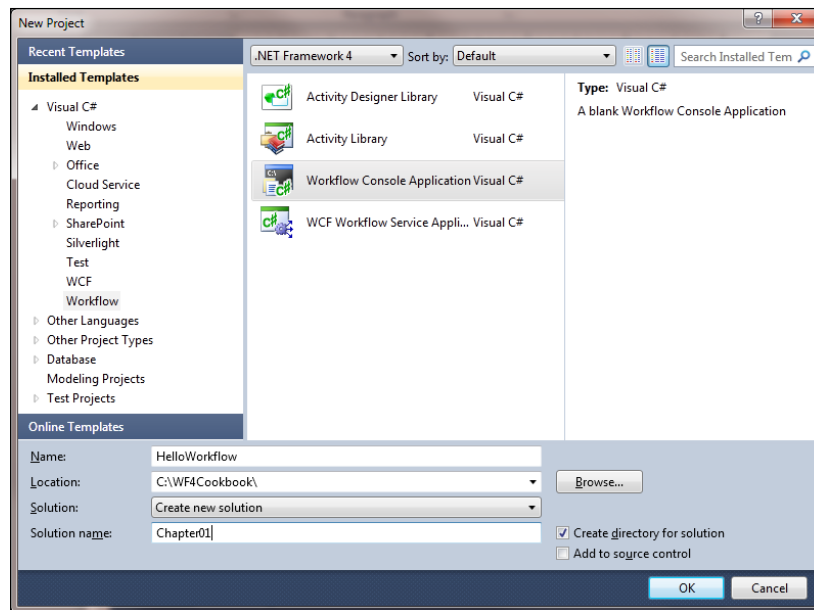 New Project
Recent Templates
Installed Templates
Visual C#
Windows
Web
Office
Cloud Service
Reporting
SharePoint
Silverlight
Test
WCF
Workflow
Other Languages
Other Project Types
Database
Modeling Projects
Test Projects
Online Templates
.NET Framework 4 Sort by: Default Search Installed Tem
Activity Designer Library Visual C#
Activity Library Visual C#
Workflow Console Application Visual C#
WCF Workflow Service Appli... Visual C#
Type: Visual C#
A blank Workflow Console Application
Name: HelloWorkflow
Location: C:\WF4Cookbook\ Browse...
Solution: Create new solution
Solution name: Chapter01 Create directory for solution
Add to source control
OK Cancel